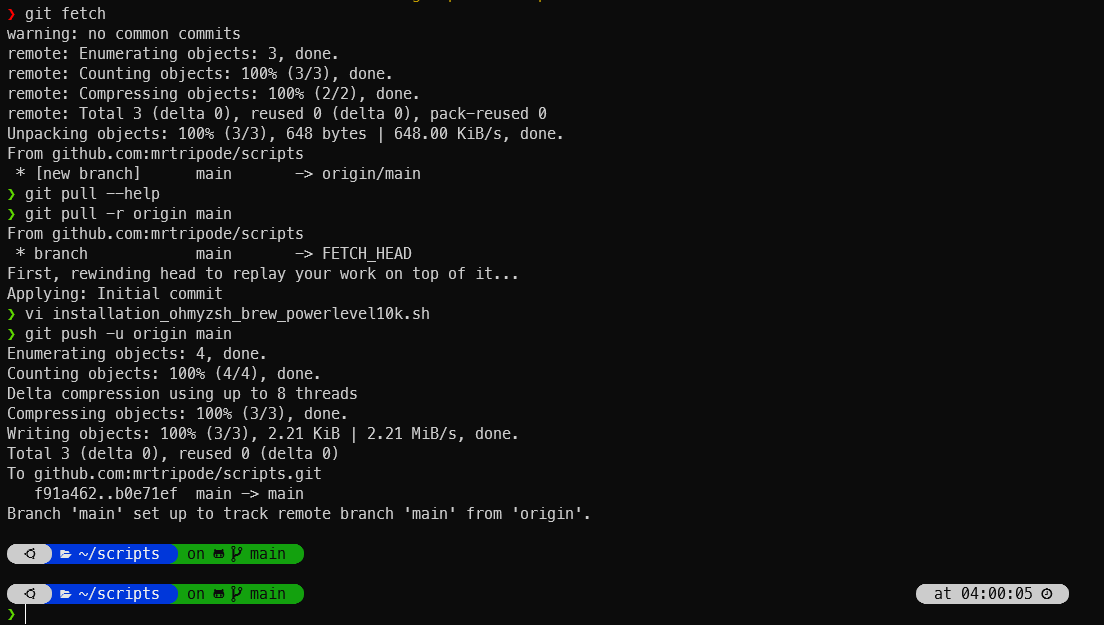 ❯ git fetch
warning: no common commits
remote: Enumerating objects: 3, done.
remote: Counting objects: 100% (3/3), done.
remote: Compressing objects: 100% (2/2), done.
remote: Total 3 (delta 0), reused 0 (delta 0), pack-reused 0
Unpacking objects: 100% (3/3), 648 bytes | 648.00 KiB/s, done.
From github.com:mrtripode/scripts
 * [new branch]      main       -> origin/main
❯ git pull --help
❯ git pull -r origin main
From github.com:mrtripode/scripts
 * branch            main       -> FETCH_HEAD
First, rewinding head to replay your work on top of it...
Applying: Initial commit
❯ vi installation_ohmyzsh_brew_powerlevel10k.sh
❯ git push -u origin main
Enumerating objects: 4, done.
Counting objects: 100% (4/4), done.
Delta compression using up to 8 threads
Compressing objects: 100% (3/3), done.
Writing objects: 100% (3/3), 2.21 KiB | 2.21 MiB/s, done.
Total 3 (delta 0), reused 0 (delta 0)
To github.com:mrtripode/scripts.git
   f91a462..b0e71ef  main -> main
Branch 'main' set up to track remote branch 'main' from 'origin'.
~/scripts on main
~/scripts on main at 04:00:05
❯